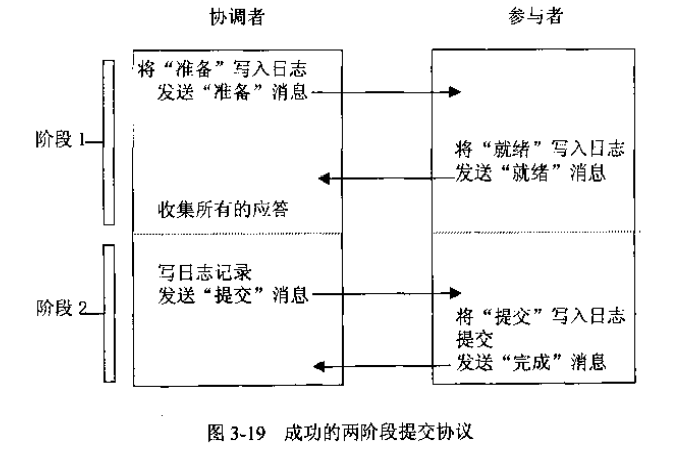 协调者
参与者
将“准备”写入日志
发送“准备”消息
阶段 1
将“就绪”写入日志
发送“就绪”消息
收集所有的应答
写日志记录
发送“提交”消息
阶段 2
将“提交”写入日志
提交
发送“完成”消息
图 3-19 成功的两阶段提交协议